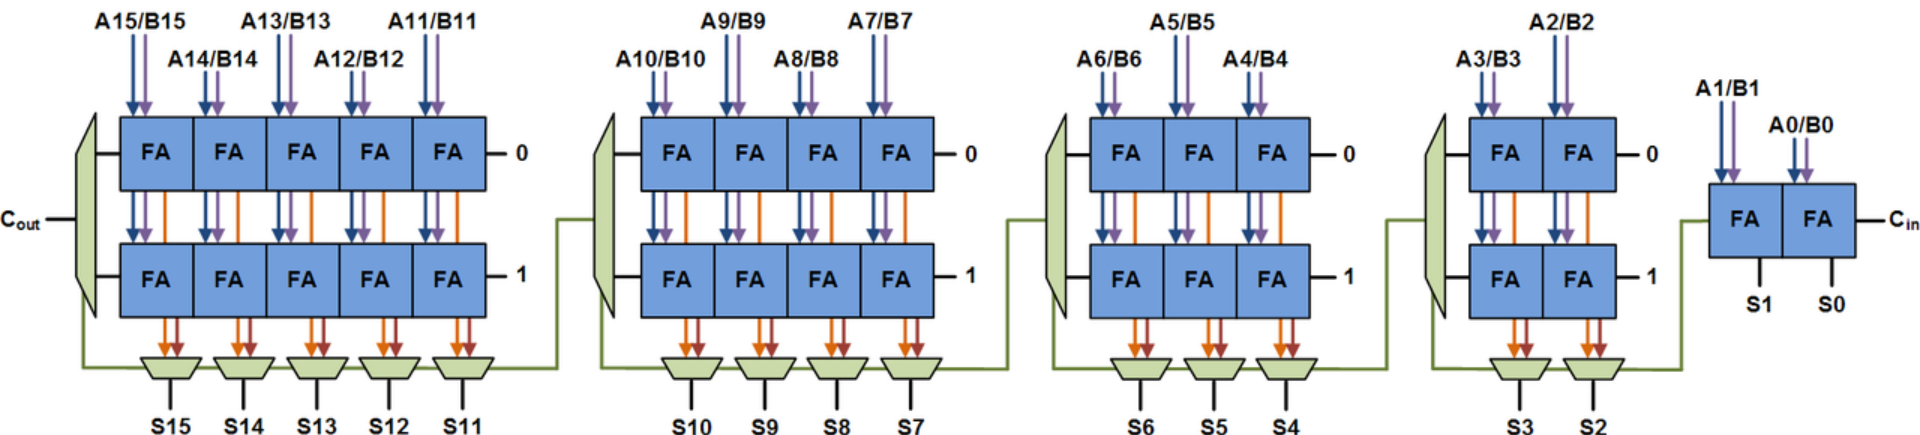 A15/B15 A13/B13 A11/B11 A9/B9 A7/B7 A5/B5 A2/B2
A14/B14 A12/B12 A10/B10 A8/B8 A6/B6 A4/B4 A3/B3
A1/B1
A0/B0
FA FA FA FA FA 0 FA FA FA FA 0 FA FA FA 0 FA FA 0
Cout FA FA Cin
FA FA FA FA FA 1 FA FA FA FA 1 FA FA FA 1 FA FA 1
S1 S0
S15 S14 S13 S12 S11 S10 S9 S8 S7 S6 S5 S4 S3 S2